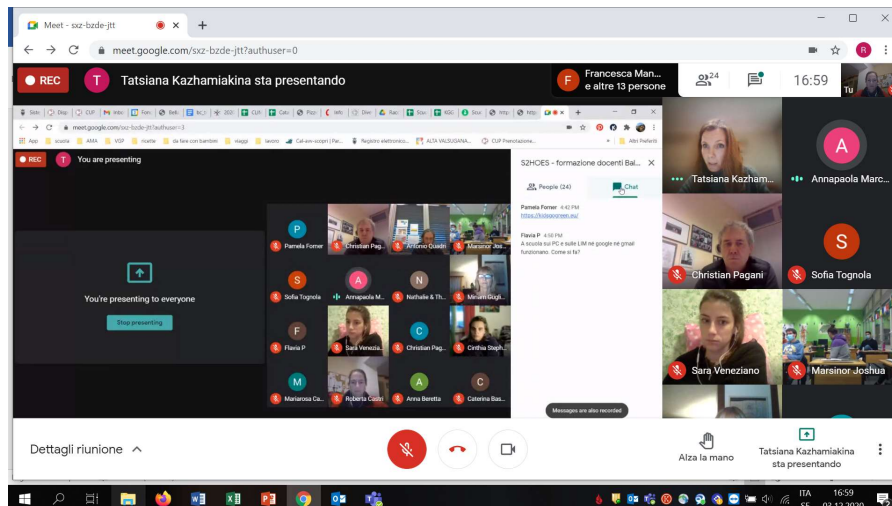 Meet - sxz-bzde-jtt
meet.google.com/sxz-bzde-jtt?authuser=0
R
REC
T
Tatsiana Kazhamiakina sta presentando
F
Francesca Man...
e altre 13 persone
24
16:59
Tu
meet.google.com/sxz-bzde-jtt?authuser=3
App
scuola
AMA
VSP
ricette
da fare con bambini
viaggi
lavoro
Registro elettronico...
ALTA VALSUGANA...
CUP Prenotazione...
Altri Preferiti
REC
T
You are presenting
You're presenting to everyone
Stop presenting
P
Pamela Forner
Christian Pag...
Antonio Quadri
Marsinor Jos...
S
Sofia Tognola
A
Annapaola M...
N
Nathalie & Th...
Miriam Gugli...
F
Flavia P
Sara Venezia...
C
Christian Pag...
Cinthia Steph...
M
Mariarosa Ca...
Roberta Castri
A
Anna Beretta
C
Caterina Bas...
S2HCIES - formazione docenti Bal...
People (24)
Chat
Pamela Forner 4:42 PM
https://kidsgogreen.eu/
Flavia P 4:50 PM
A scuola sui PC e sulle LIM né google né gmail
funzionano. Come si fa?
Messages are also recorded
Tatsiana Kazham...
A
Annapaola Marc...
Christian Pagani
S
Sofia Tognola
Sara Veneziano
Marsinor Joshua
Dettagli riunione
Alza la mano
Tatsiana Kazhamiakina
sta presentando
ITA
16:59
SF
03.12.2020